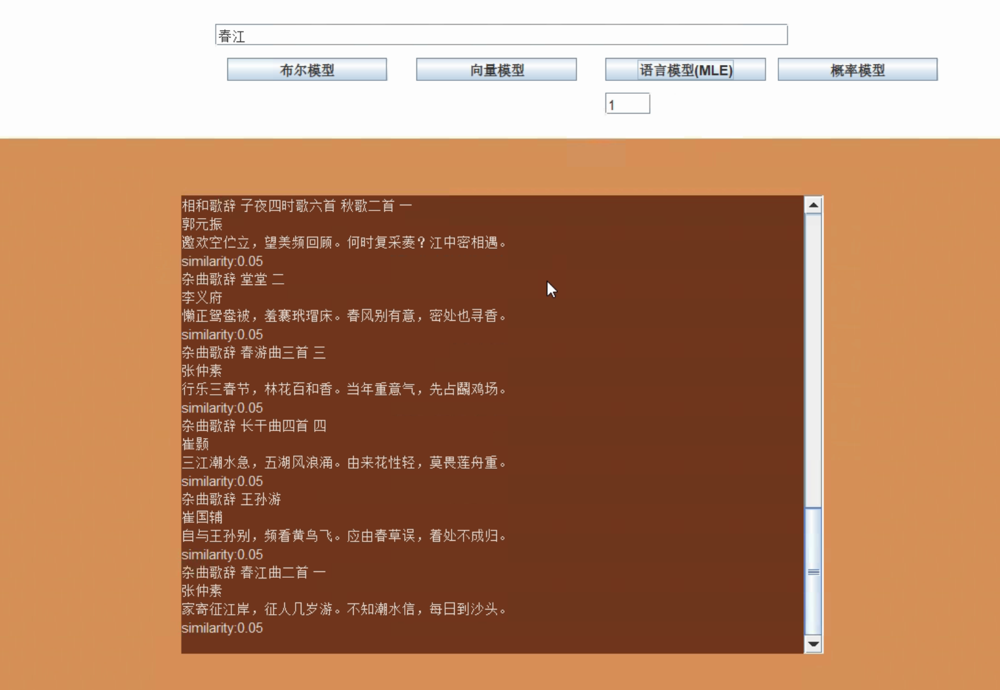 春江
布尔模型 向量模型 语言模型(MLE) 概率模型
1
相和歌辞 子夜四时歌六首 秋歌二首 一
郭元振
邀欢空伫立，望美频回顾。何时复采菱？江中密相遇。
similarity:0.05
杂曲歌辞 堂堂 二
李义府
懒正鸳鸯被，羞褰玳瑁床。春风别有意，密处也寻香。
similarity:0.05
杂曲歌辞 春游曲三首 三
张仲素
行乐三春节，林花百和香。当年重意气，先占鬭鸡场。
similarity:0.05
杂曲歌辞 长干曲四首 四
崔颢
三江潮水急，五湖风浪涌。由来花性轻，莫畏莲舟重。
similarity:0.05
杂曲歌辞 王孙游
崔国辅
自与王孙别，频看黄鸟飞。应由春草误，着处不成归。
similarity:0.05
杂曲歌辞 春江曲二首 一
张仲素
家寄征江岸，征人几岁游。不知潮水信，每日到沙头。
similarity:0.05